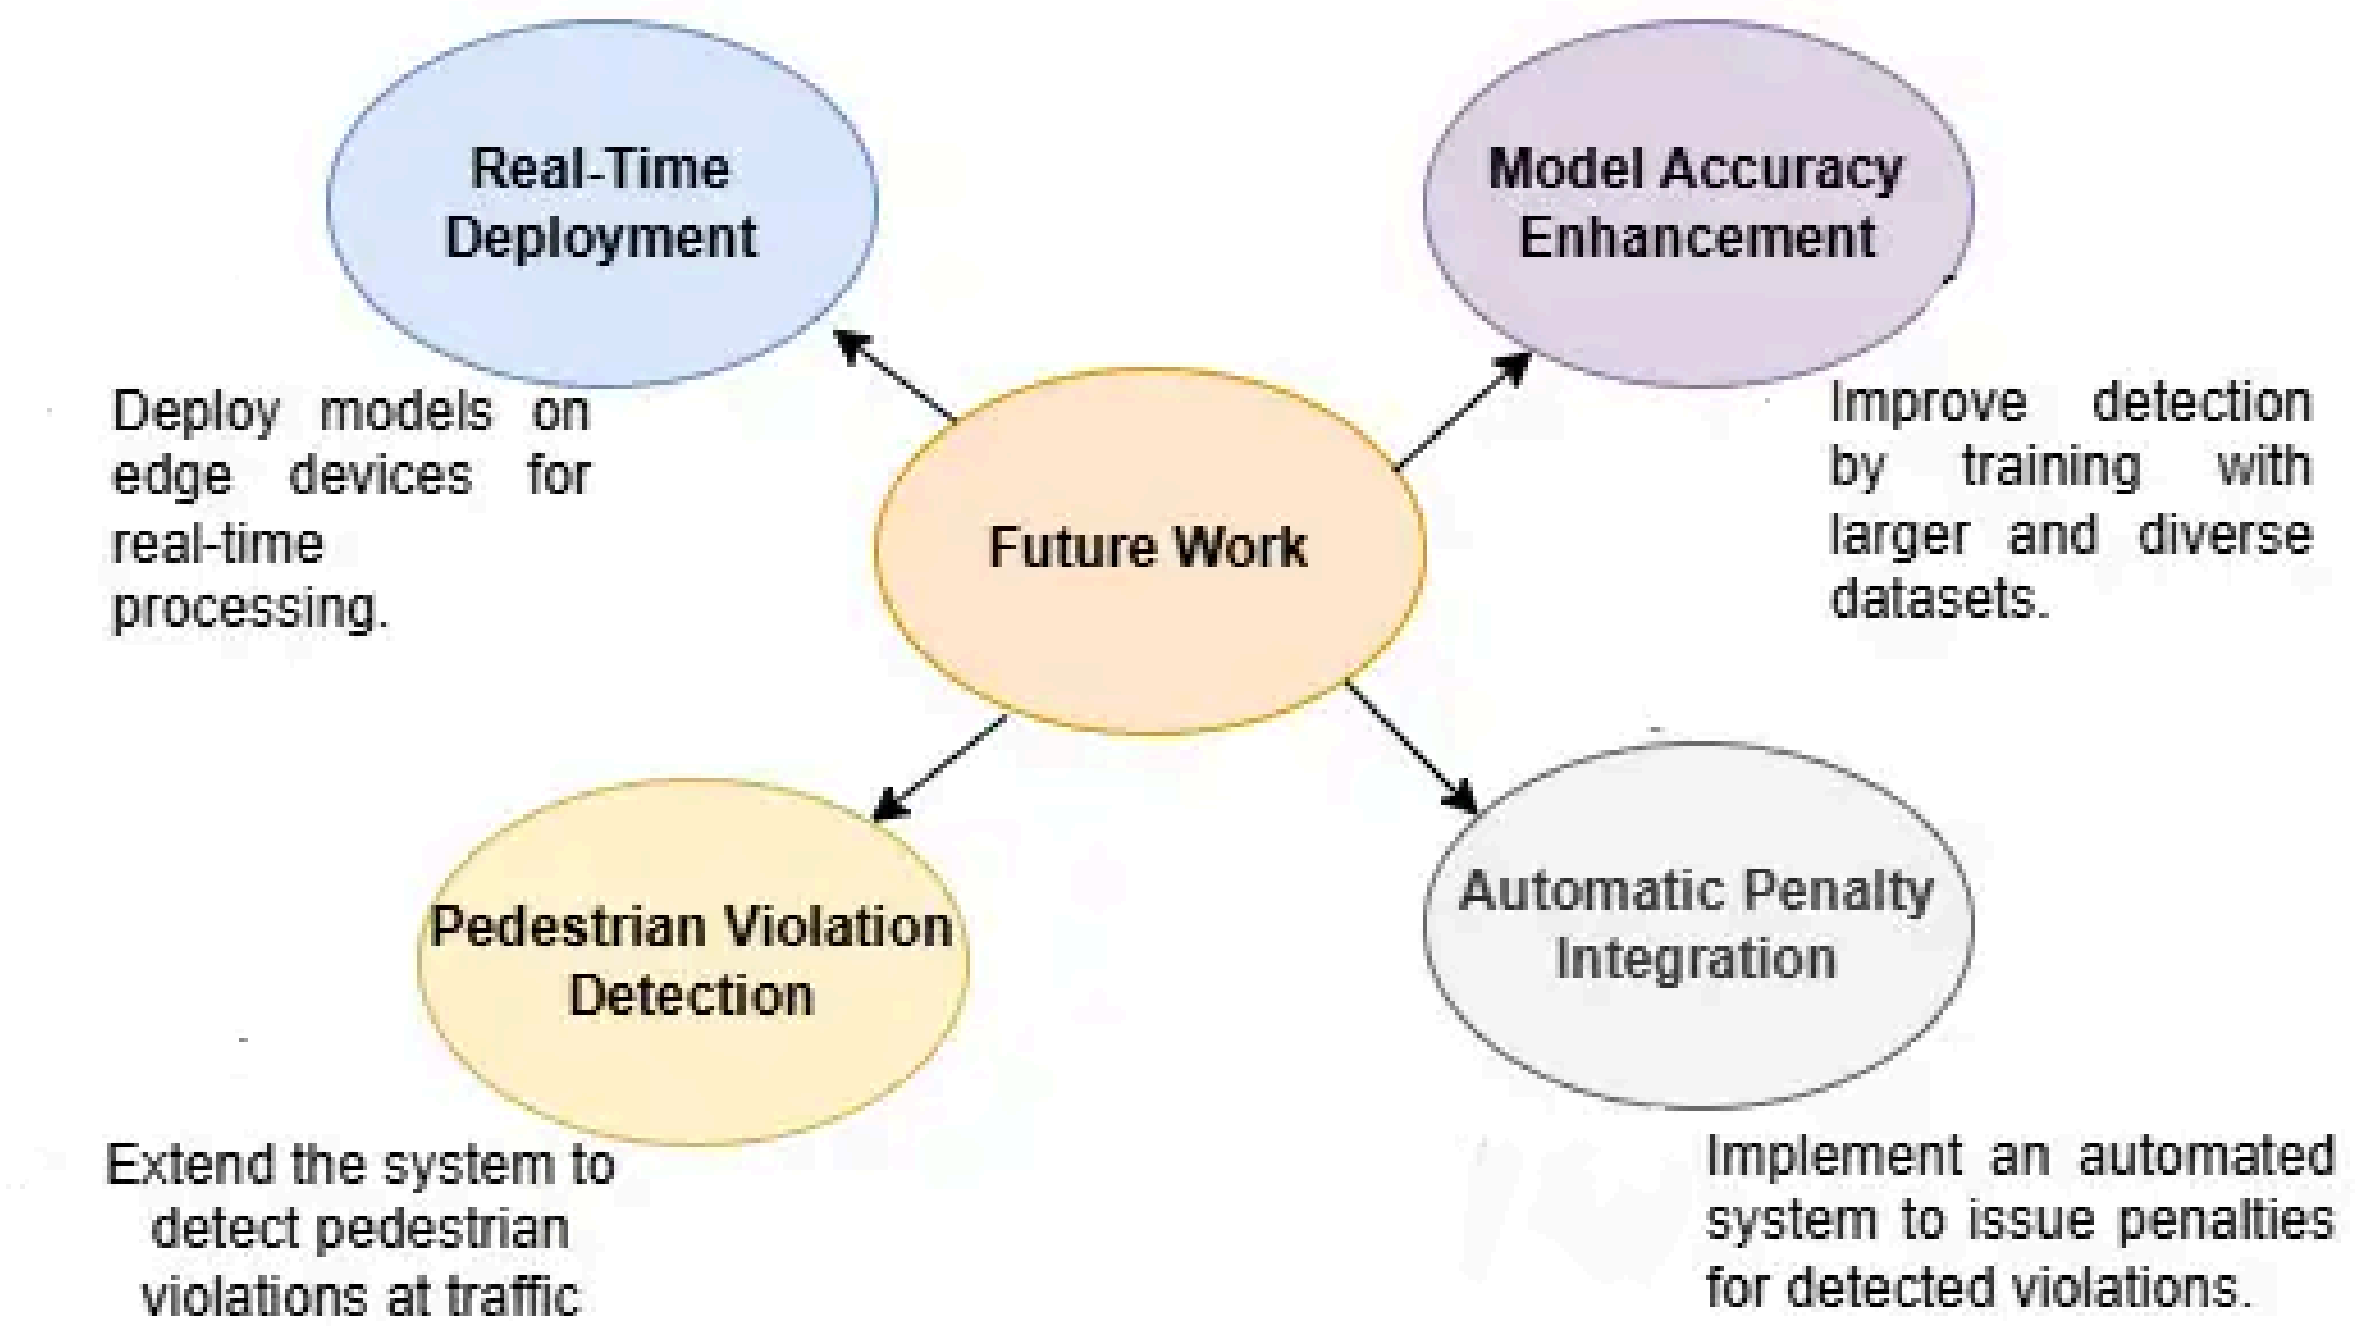 Real-Time
Deployment
Deploy models on
edge devices for
real-time
processing.
Model Accuracy
Enhancement
Improve detection
by training with
larger and diverse
datasets.
Future Work
Pedestrian Violation
Detection
Extend the system to
detect pedestrian
violations at traffic
Automatic Penalty
Integration
Implement an automated
system to issue penalties
for detected violations.